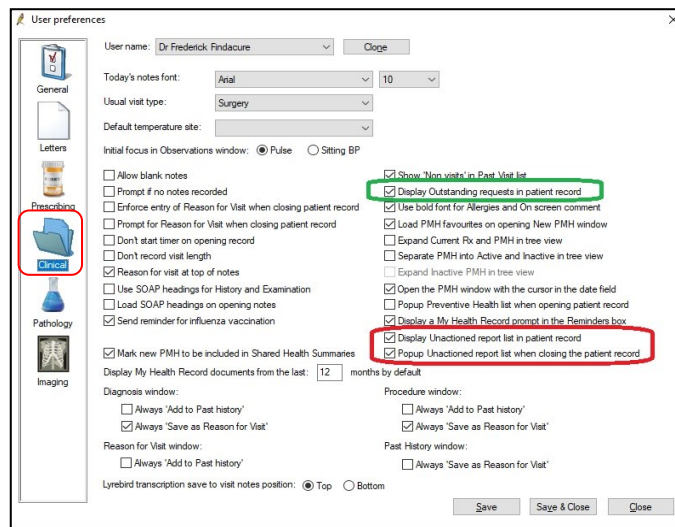 User preferences
User name: Dr Frederick Findacure Clone
General
Today's notes font: Arial 10
Usual visit type: Surgery
Letters
Default temperature site:
Initial focus in Observations window: Pulse Sitting BP
Prescribing
Allow blank notes
Prompt if no notes recorded
Enforce entry of Reason for Visit when closing patient record
Prompt for Reason for Visit when closing patient record
Don't start timer on opening record
Don't record visit length
Reason for visit at top of notes
Use SOAP headings for History and Examination
Load SOAP headings on opening notes
Send reminder for influenza vaccination
Mark new PMH to be included in Shared Health Summaries
Show 'Non visits' in Past Visit list
Display Outstanding requests in patient record
Use bold font for Allergies and On screen comment
Load PMH favourites on opening New PMH window
Expand Current Rx and PMH in tree view
Separate PMH into Active and Inactive in tree view
Expand Inactive PMH in tree view
Open the PMH window with the cursor in the date field
Popup Preventive Health list when opening patient record
Display a My Health Record prompt in the Reminders box
Display Unactioned report list in patient record
Popup Unactioned report list when closing the patient record
Clinical
Pathology
Imaging
Display My Health Record documents from the last: 12 months by default
Diagnosis window:
Always 'Add to Past history'
Always 'Save as Reason for Visit'
Procedure window:
Always 'Add to Past history'
Always 'Save as Reason for Visit'
Reason for Visit window:
Always 'Add to Past history'
Past History window:
Always 'Save as Reason for Visit'
Lyrebird transcription save to visit notes position: Top Bottom
Save Save & Close Close